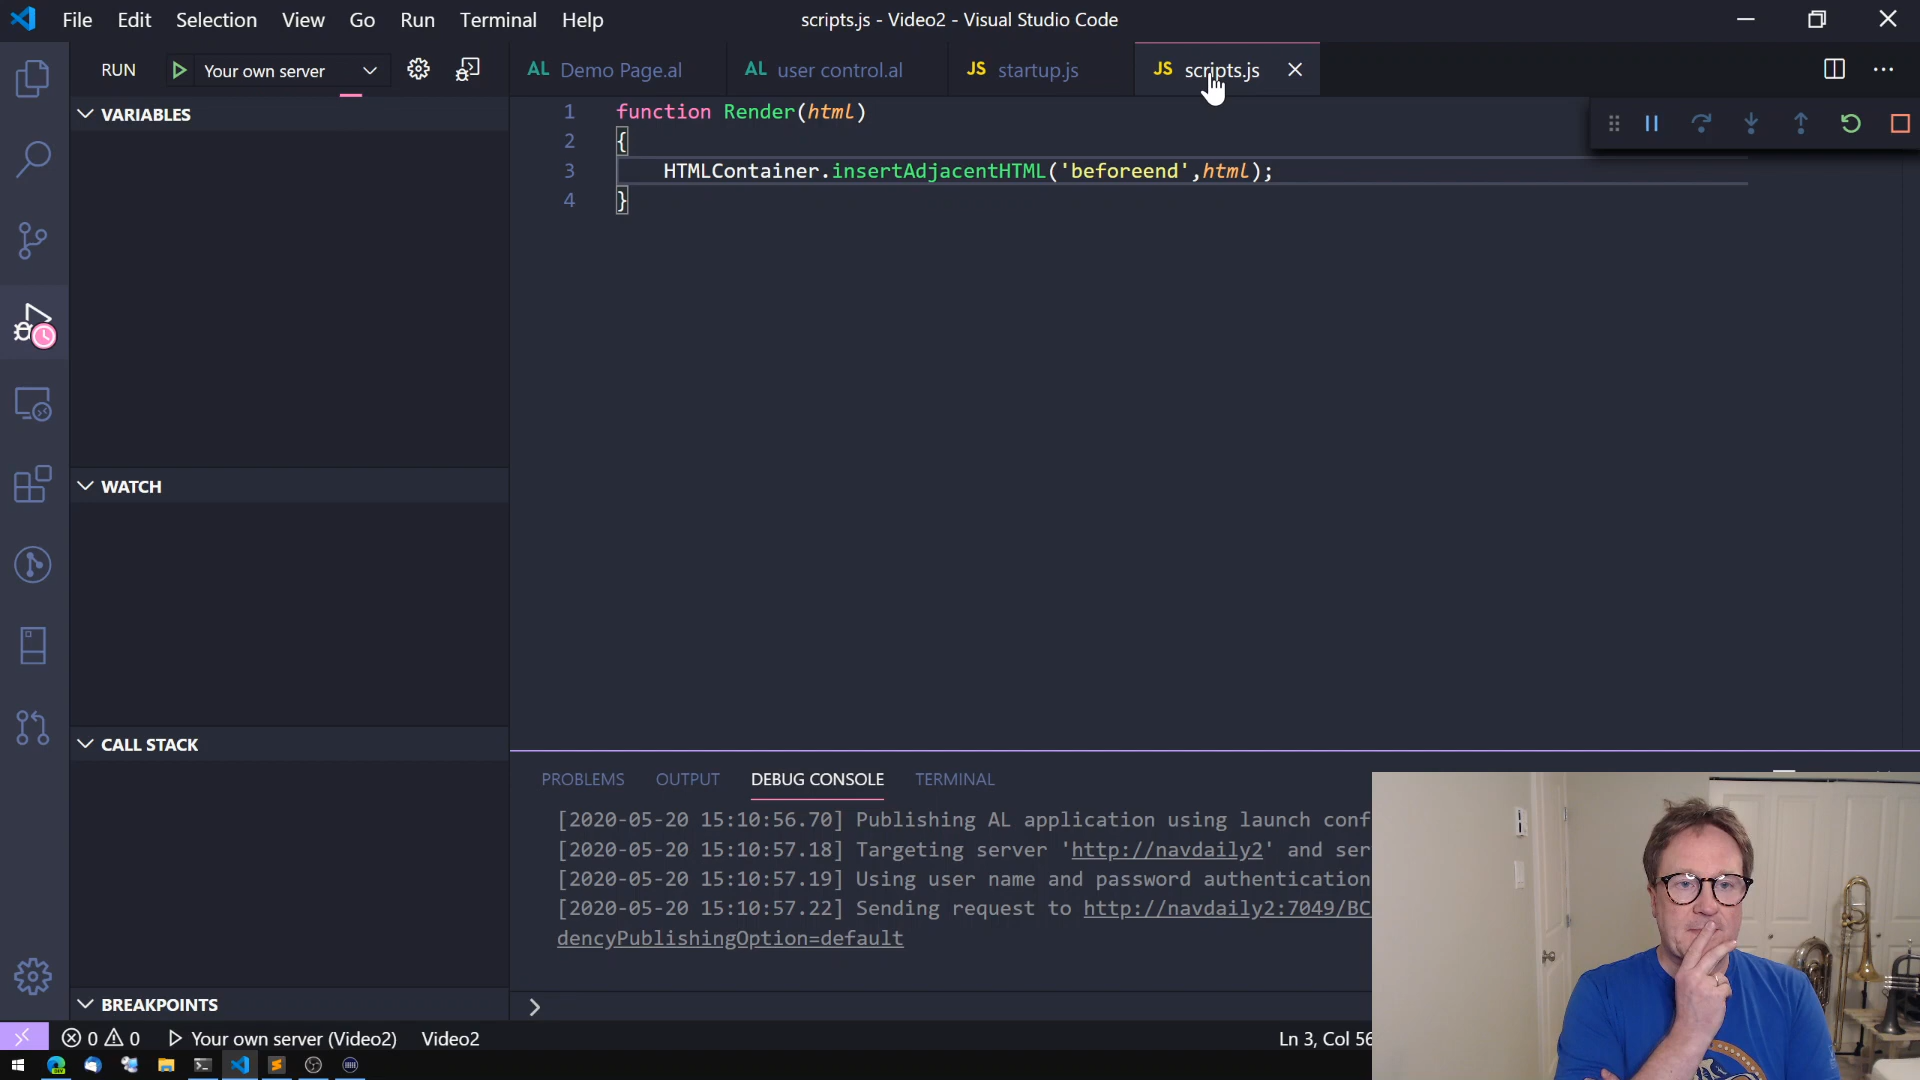 File Edit Selection View Go Run Terminal Help
scripts.js - Video2 - Visual Studio Code
RUN Your own server
AL Demo Page.al
AL user control.al
JS startup.js
JS scripts.js
VARIABLES
1 function Render(html)
2 {
3 HTMLContainer.insertAdjacentHTML('beforeend',html);
4 }
WATCH
CALL STACK
BREAKPOINTS
PROBLEMS OUTPUT DEBUG CONSOLE TERMINAL
[2020-05-20 15:10:56.70] Publishing AL application using launch conf
[2020-05-20 15:10:57.18] Targeting server 'http://navdaily2' and ser
[2020-05-20 15:10:57.19] Using user name and password authentication
[2020-05-20 15:10:57.22] Sending request to http://navdaily2:7049/BC
dencyPublishingOption=default
0 0 Your own server (Video2) Video2
Ln 3, Col 56